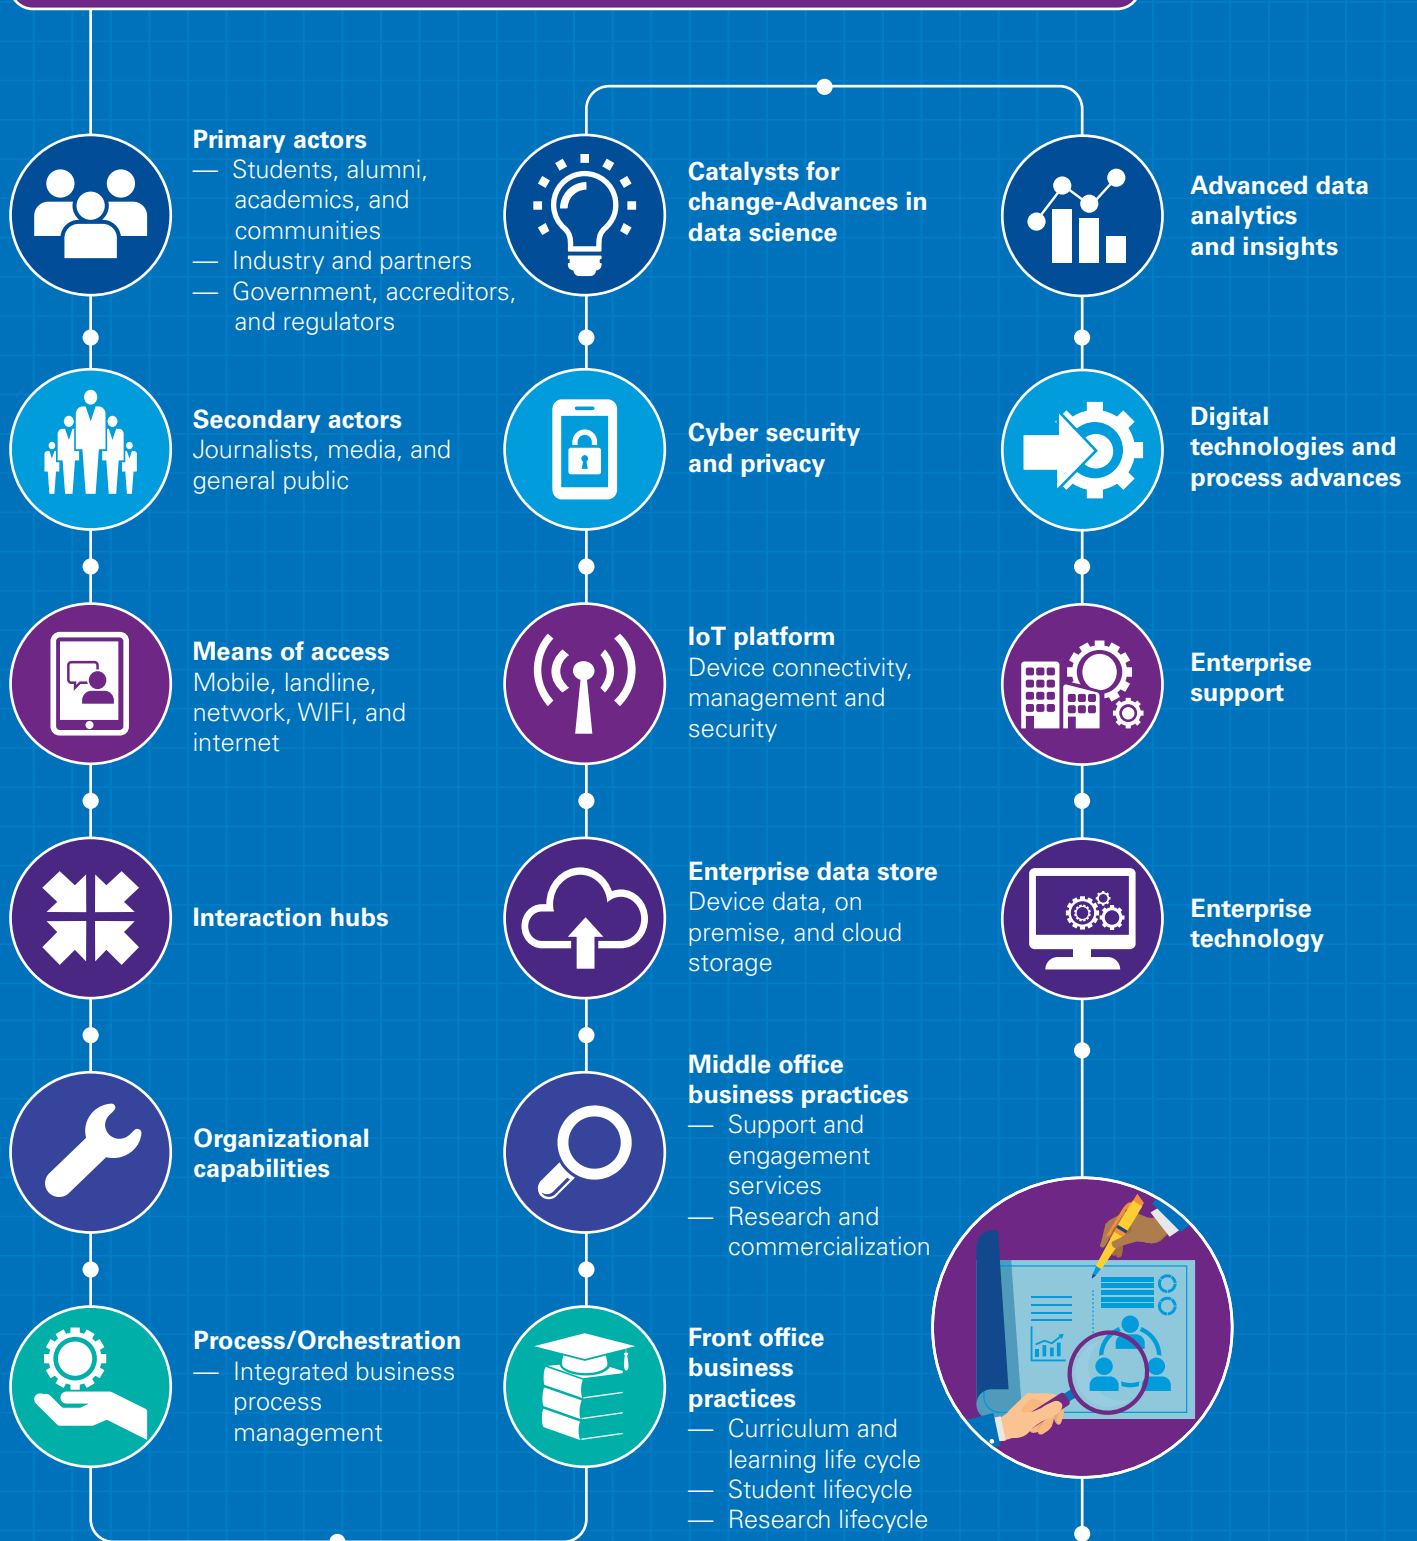 Primary actors
— Students, alumni,
academics, and
communities
— Industry and partners
— Government, accreditors,
and regulators
Secondary actors
Journalists, media, and
general public
Means of access
Mobile, landline,
network, WIFI, and
internet
Interaction hubs
Organizational
capabilities
Process/Orchestration
— Integrated business
process
management
Catalysts for
change-Advances in
data science
Cyber security
and privacy
IoT platform
Device connectivity,
management and
security
Enterprise data store
Device data, on
premise, and cloud
storage
Middle office
business practices
— Support and
engagement
services
— Research and
commercialization
Front office
business
practices
— Curriculum and
learning life cycle
— Student lifecycle
— Research lifecycle
Advanced data
analytics
and insights
Digital
technologies and
process advances
Enterprise
support
Enterprise
technology